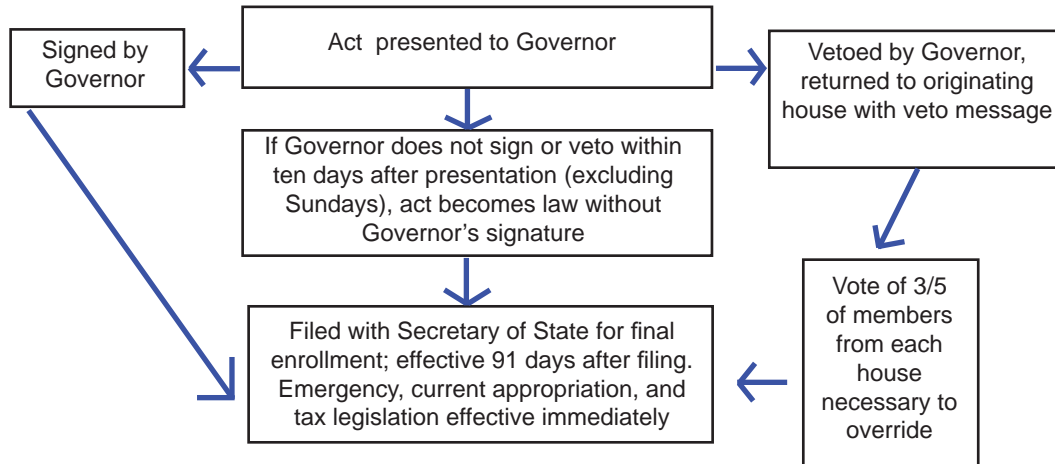 Signed by
Governor
Act presented to Governor
Vetoed by Governor,
returned to originating
house with veto message
If Governor does not sign or veto within
ten days after presentation (excluding
Sundays), act becomes law without
Governor’s signature
Filed with Secretary of State for final
enrollment; effective 91 days after filing.
Emergency, current appropriation, and
tax legislation effective immediately
Vote of 3/5
of members
from each
house
necessary to
override